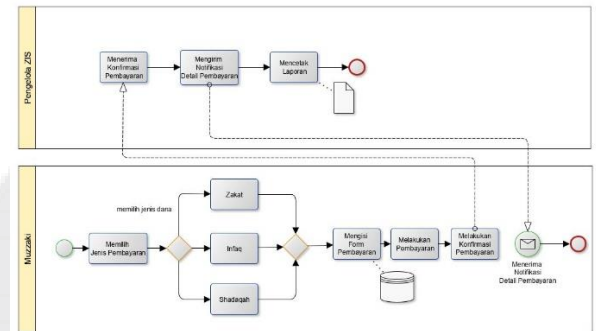 Pengelola ZIS
Menerima
Konfirmasi
Pembayaran
Mengirim
Notifikasi
Detail Pembayaran
Mencetak
Laporan
Muzzaki
memilih jenis dana
Memilih
Jenis Pembayaran
Zakat
Infaq
Shadaqah
Mengisi
Form
Pembayaran
Melakukan
Pembayaran
Melakukan
Konfirmasi
Pembayaran
Menerima
Notifikasi
Detail Pembayaran